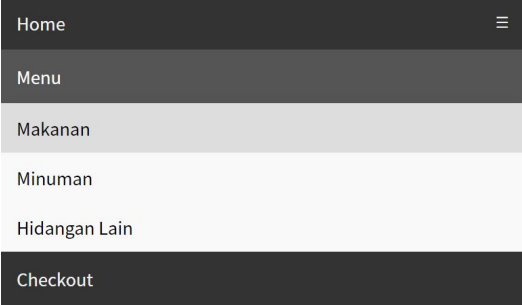 Home ☰
Menu
Makanan
Minuman
Hidangan Lain
Checkout